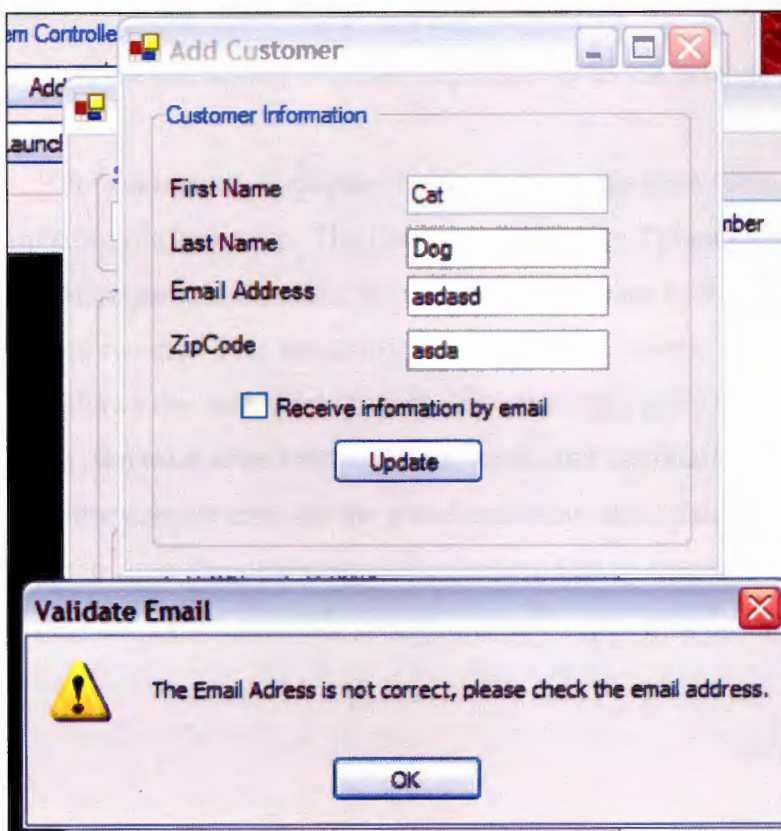 em Controlle
Add Customer
Add
Launch
Customer Information
First Name Cat
Last Name Dog
nber
Email Address asdasd
ZipCode asda
Receive information by email
Update
Validate Email
The Email Adress is not correct, please check the email address.
OK